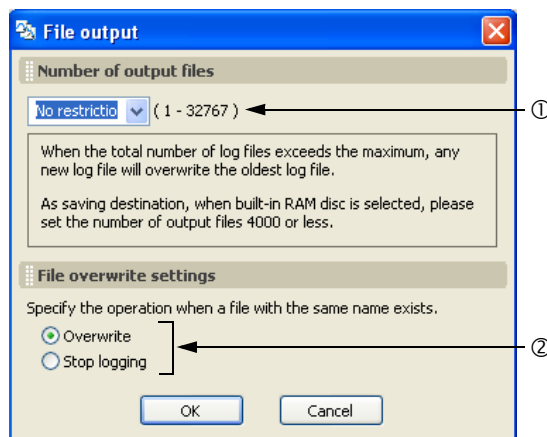 File output
Number of output files
No restrictio ( 1 - 32767 )
①
When the total number of log files exceeds the maximum, any
new log file will overwrite the oldest log file.
As saving destination, when built-in RAM disc is selected, please
set the number of output files 4000 or less.
File overwrite settings
Specify the operation when a file with the same name exists.
Overwrite
Stop logging
②
OK Cancel